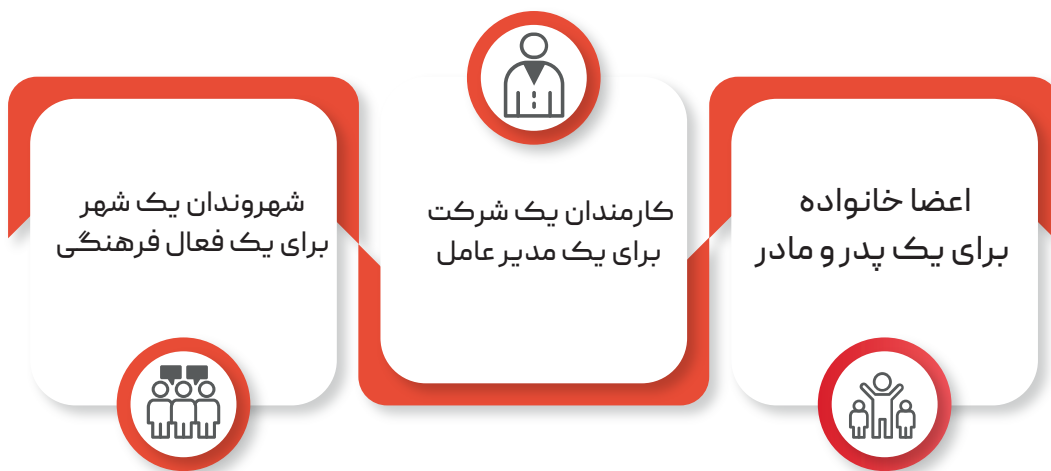 اعضا خانواده
برای یک پدر و مادر
کارمندان یک شرکت
برای یک مدیر عامل
شهروندان یک شهر
برای یک فعال فرهنگی